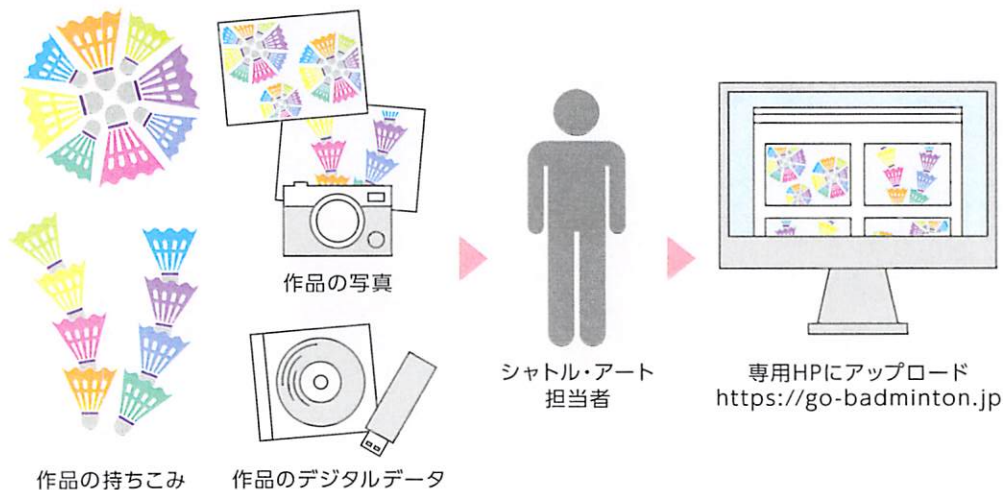 作品の写真
作品の持ちこみ
作品のデジタルデータ
シャトル・アート
担当者
専用HPにアップロード
https://go-badminton.jp